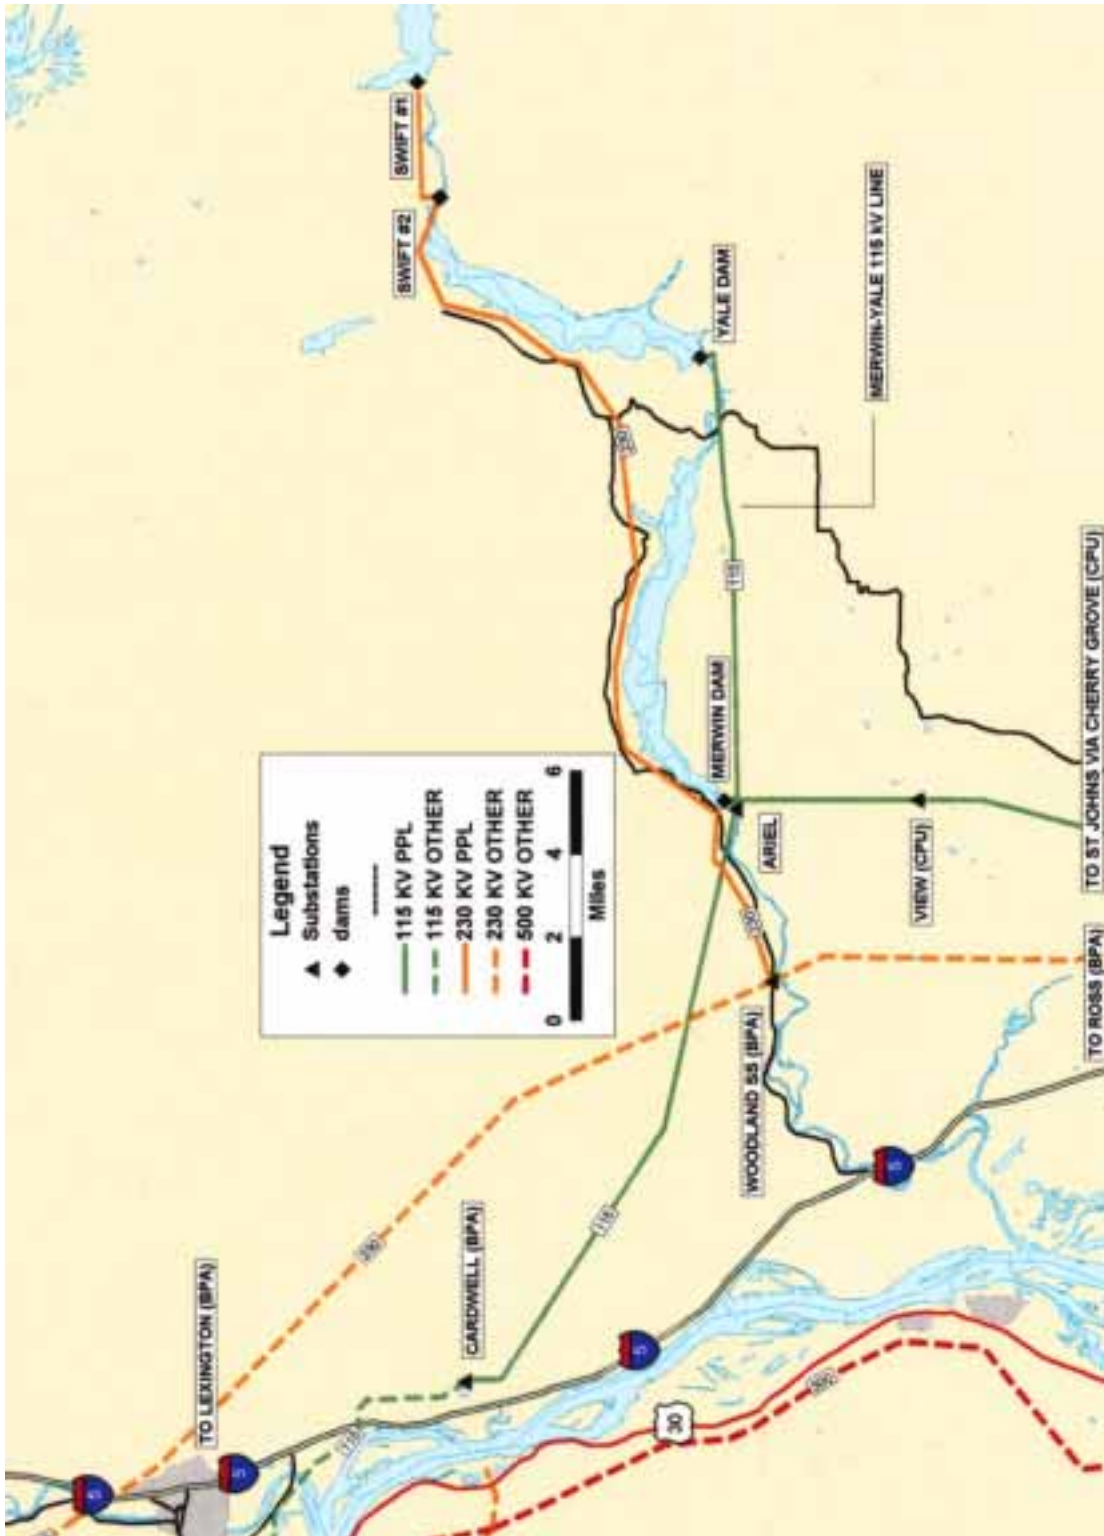 5
TO LEXINGTON (BPA)
5
Legend
Substations
dams
115 KV PPL
115 KV OTHER
230 KV PPL
230 KV OTHER
500 KV OTHER
0 2 4 6
Miles
115
230
SWIFT #2
SWIFT #1
CARDWELL (BPA)
115
230
5
30
MERWIN DAM
YALE DAM
115
WOODLAND SS (BPA)
230
ARIEL
500
MERWIN-YALE 115 kV LINE
5
VIEW (CPU)
TO ROSS (BPA)
TO ST JOHNS VIA CHERRY GROVE (CPU)